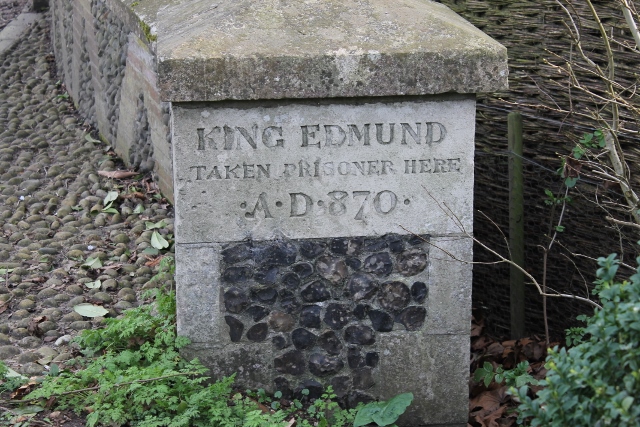 KING EDMUND
TAKEN PRISONER HERE
·A·D·870·